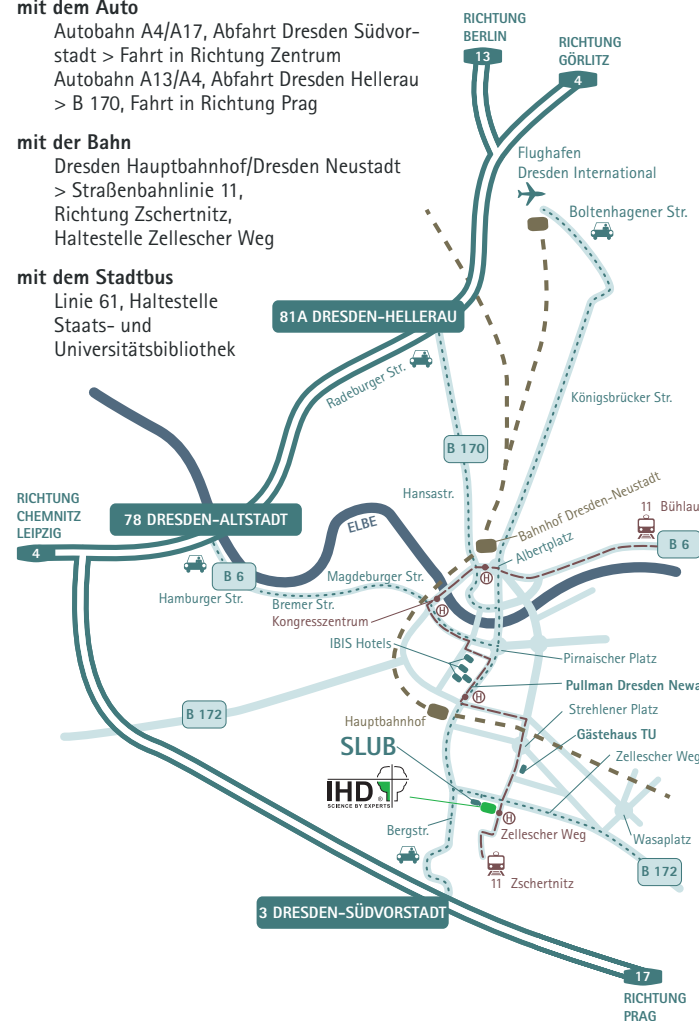 mit dem Auto
Autobahn A4/A17, Abfahrt Dresden Südvor-
stadt > Fahrt in Richtung Zentrum
Autobahn A13/A4, Abfahrt Dresden Hellerau
> B 170, Fahrt in Richtung Prag
mit der Bahn
Dresden Hauptbahnhof/Dresden Neustadt
> Straßenbahnlinie 11,
Richtung Zschertnitz,
Haltestelle Zellescher Weg
mit dem Stadtbus
Linie 61, Haltestelle
Staats- und
Universitätsbibliothek
RICHTUNG
BERLIN
13
RICHTUNG
GÖRLITZ
4
Flughafen
Dresden International
Boltenhagener Str.
81A DRESDEN-HELLERAU
Radeburger Str.
Königsbrücker Str.
B 170
Hansastr.
RICHTUNG
CHEMNITZ
LEIPZIG
4
78 DRESDEN-ALTSTADT
ELBE
Bahnhof Dresden-Neustadt
11 Bühlau
B 6
Albertplatz
H
B 6
Hamburger Str.
Magdeburger Str.
Bremer Str.
Kongresszentrum
H
IBIS Hotels
Pirnaischer Platz
Pullman Dresden Newa
H
B 172
Strehlener Platz
Hauptbahnhof
Gästehaus TU
SLUB
Zellescher Weg
IHD®
SCIENCE BY EXPERTS
H
Bergstr.
Zellescher Weg
Wasaplatz
B 172
11 Zschertnitz
3 DRESDEN-SÜDVORSTADT
17
RICHTUNG
PRAG